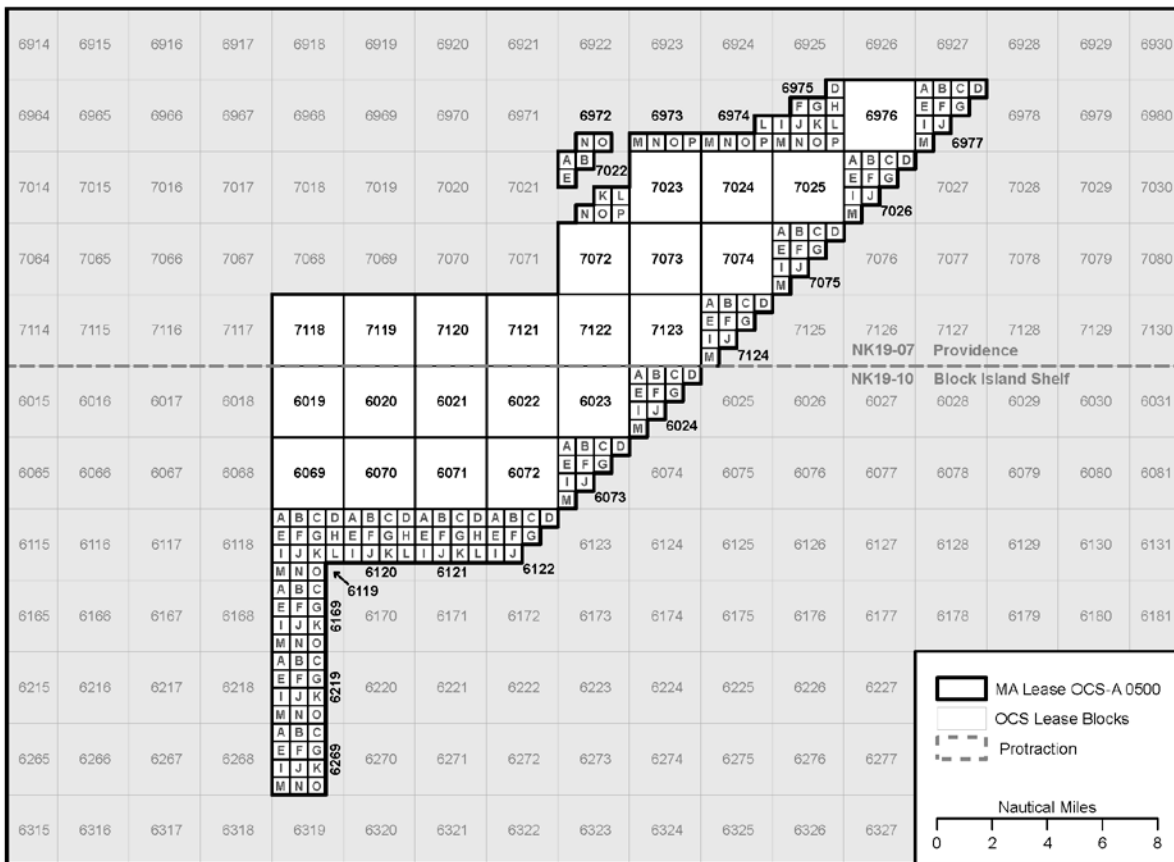 6914 6915 6916 6917 6918 6919 6920 6921 6922 6923 6924 6925 6926 6927 6928 6929 6930
6975 D A B C D
6964 6965 6966 6967 6968 6969 6970 6971 6972 6973 6974 F G H 6976 E F G 6978 6979 6980
L I J K L I J
N O M N O P M N O P M N O P M 6977
A B 7022 A B C D
7014 7015 7016 7017 7018 7019 7020 7021 E 7023 7024 7025 E F G 7027 7028 7029 7030
K L I J
N O P M 7026
A B C D
7064 7065 7066 7067 7068 7069 7070 7071 7072 7073 7074 E F G 7076 7077 7078 7079 7080
I J
M 7075
A B C D
7114 7115 7116 7117 7118 7119 7120 7121 7122 7123 E F G 7125 7126 7127 7128 7129 7130
I J
M 7124 NK19-07 Providence
A B C D NK19-10 Block Island Shelf
6015 6016 6017 6018 6019 6020 6021 6022 6023 E F G 6025 6026 6027 6028 6029 6030 6031
I J
M 6024
A B C D
6065 6066 6067 6068 6069 6070 6071 6072 E F G 6074 6075 6076 6077 6078 6079 6080 6081
I J
M 6073
A B C D A B C D A B C D A B C D
6115 6116 6117 6118 E F G H E F G H E F G H E F G 6123 6124 6125 6126 6127 6128 6129 6130 6131
I J K L I J K L I J K L I J 6122
M N O 6120 6121
A B C 6119
6165 6166 6167 6168 E F G 6169 6170 6171 6172 6173 6174 6175 6176 6177 6178 6179 6180 6181
I J K
M N O
A B C
6215 6216 6217 6218 E F G 6219 6220 6221 6222 6223 6224 6225 6226 6227
I J K
M N O
A B C
6265 6266 6267 6268 E F G 6269 6270 6271 6272 6273 6274 6275 6276 6277
I J K
M N O
6315 6316 6317 6318 6319 6320 6321 6322 6323 6324 6325 6326 6327
MA Lease OCS-A 0500
OCS Lease Blocks
Protraction
Nautical Miles
0 2 4 6 8